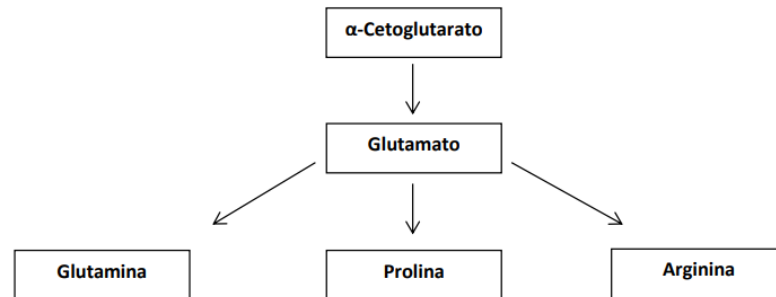 α-Cetoglutarato
Glutamato
Glutamina
Prolina
Arginina